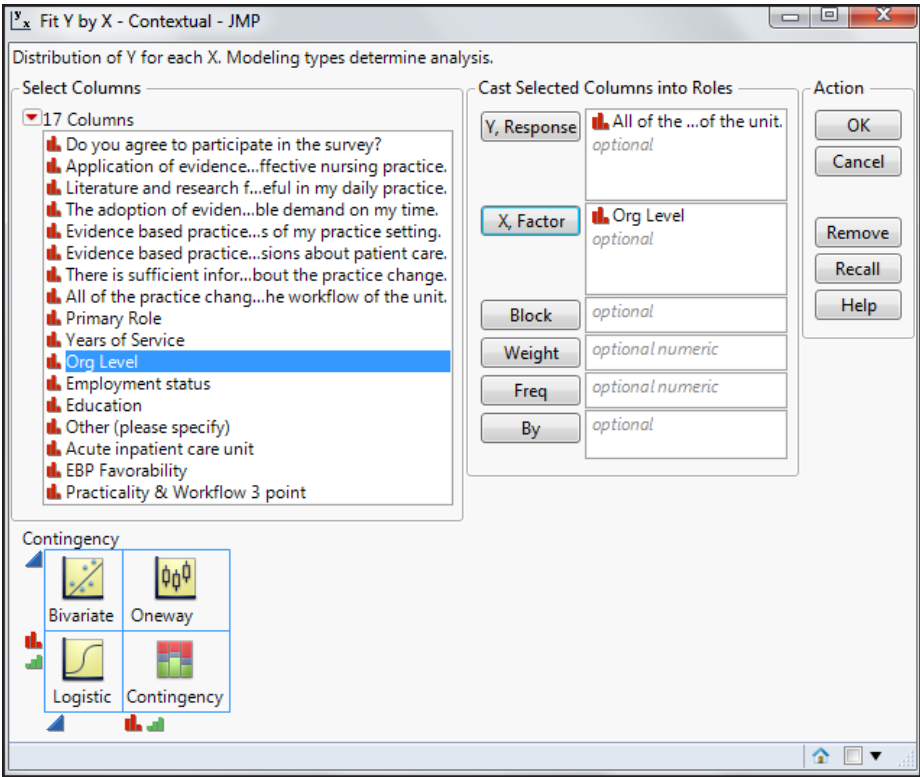 Fit Y by X - Contextual - JMP
Distribution of Y for each X. Modeling types determine analysis.
Select Columns
17 Columns
Do you agree to participate in the survey?
Application of evidence...ffective nursing practice.
Literature and research f...eful in my daily practice.
The adoption of eviden...ble demand on my time.
Evidence based practice...s of my practice setting.
Evidence based practice...sions about patient care.
There is sufficient infor...bout the practice change.
All of the practice chang...he workflow of the unit.
Primary Role
Years of Service
Org Level
Employment status
Education
Other (please specify)
Acute inpatient care unit
EBP Favorability
Practicality & Workflow 3 point
Cast Selected Columns into Roles
Y, Response
All of the ...of the unit.
optional
X, Factor
Org Level
optional
Block
optional
Weight
optional numeric
Freq
optional numeric
By
optional
Action
OK
Cancel
Remove
Recall
Help
Contingency
Bivariate
Oneway
Logistic
Contingency